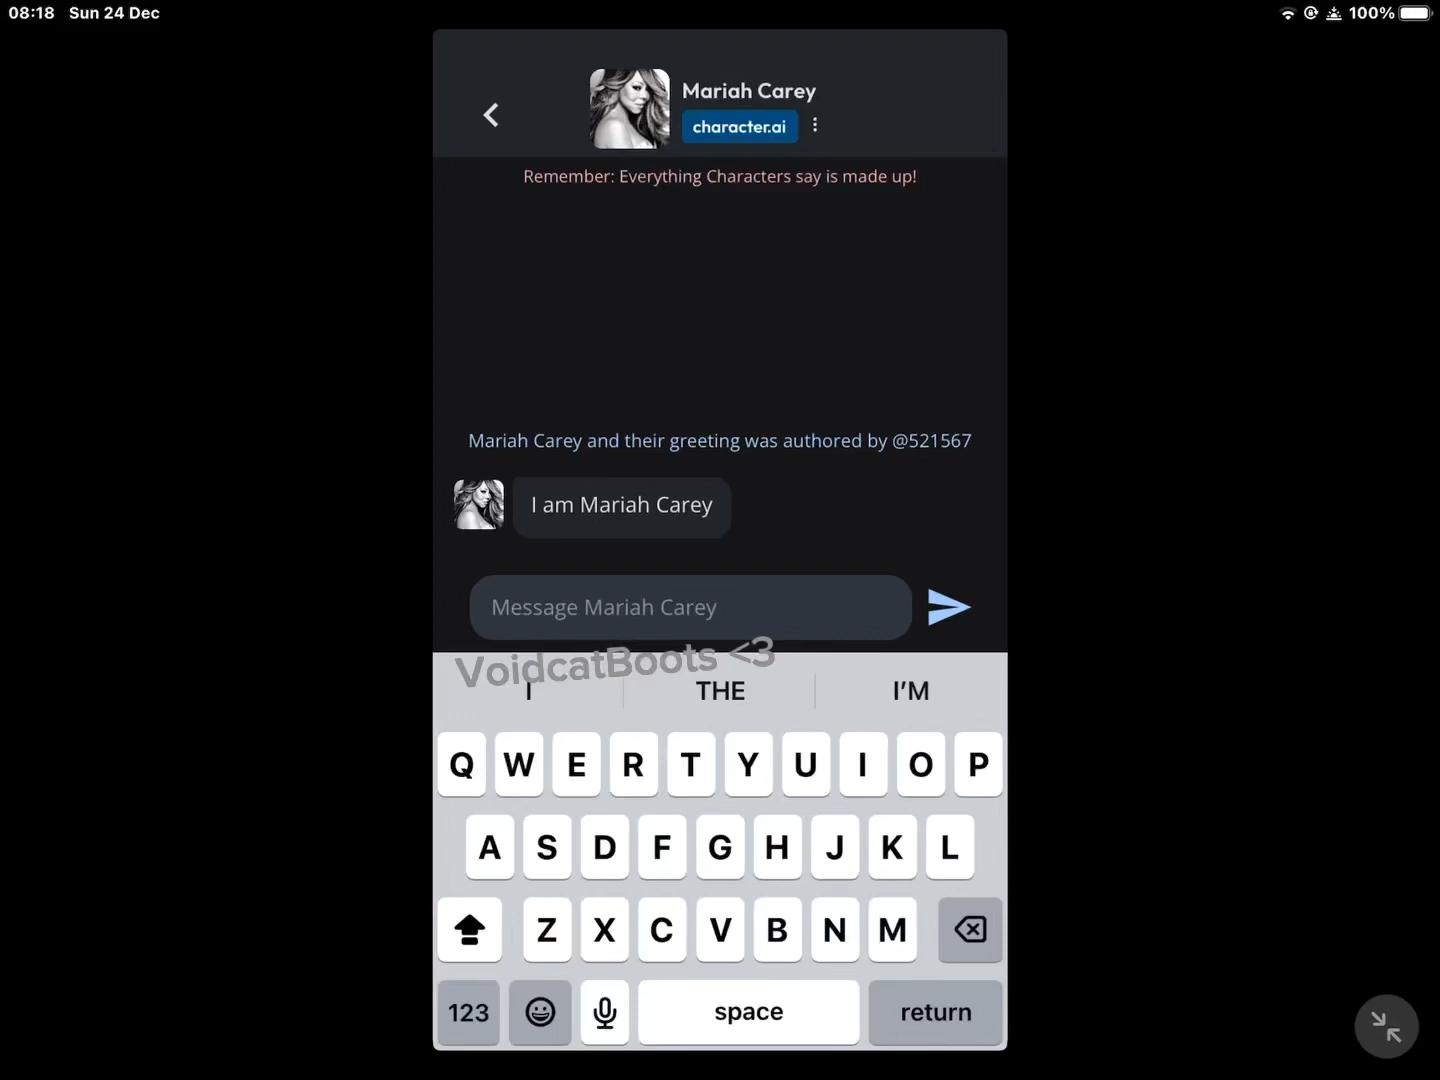 08:18 Sun 24 Dec
100%
Mariah Carey
character.ai
Remember: Everything Characters say is made up!
Mariah Carey and their greeting was authored by @521567
I am Mariah Carey
Message Mariah Carey
VoidcatBoots <3
I THE I'M
Q W E R T Y U I O P
A S D F G H J K L
Z X C V B N M
123 space return